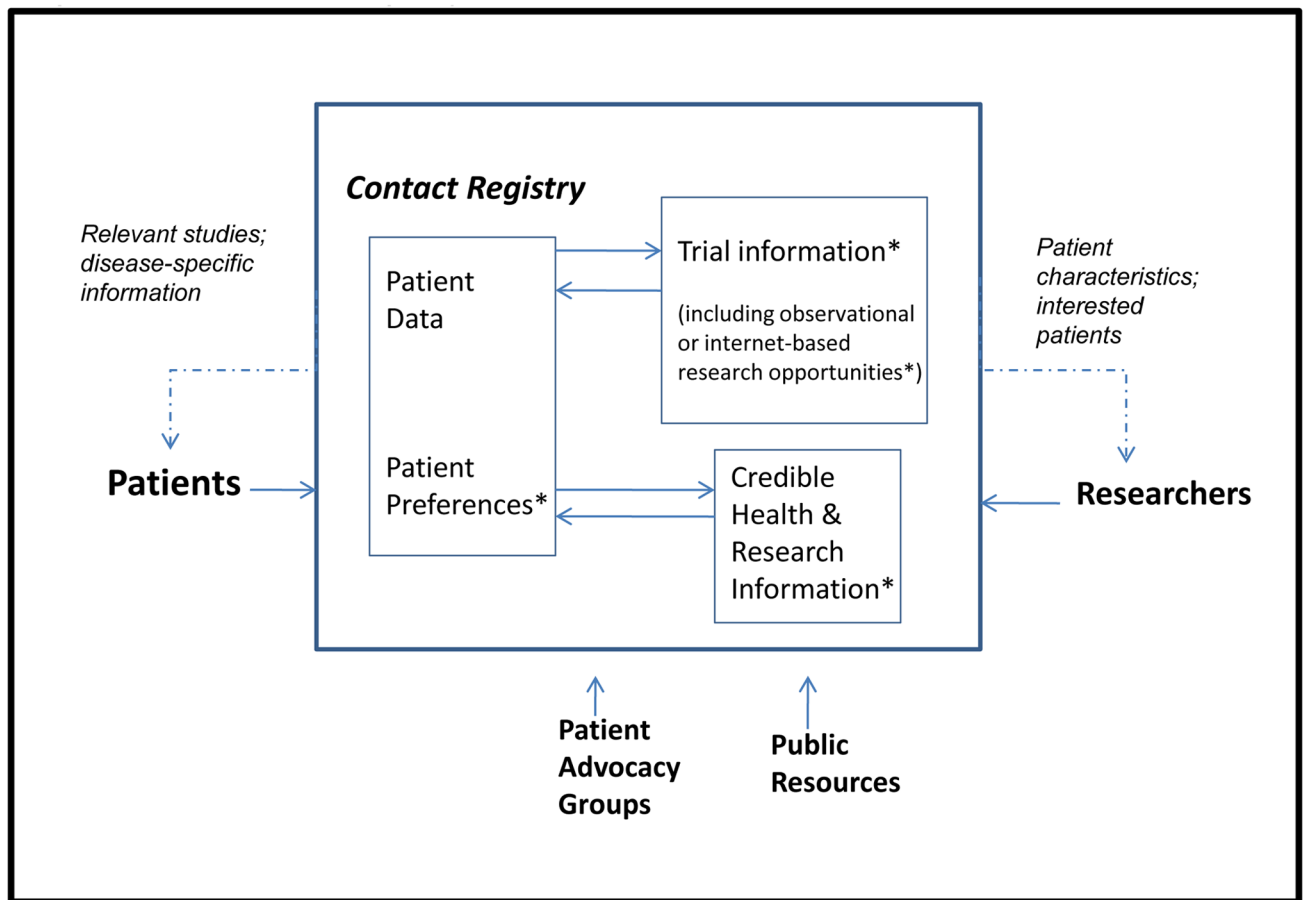 Contact Registry
Relevant studies;
disease-specific
information
Patient
Data
Patient
Preferences*
Trial information*
(including observational
or internet-based
research opportunities*)
Credible
Health &
Research
Information*
Patient
characteristics;
interested
patients
Patients
Researchers
Patient
Advocacy
Groups
Public
Resources